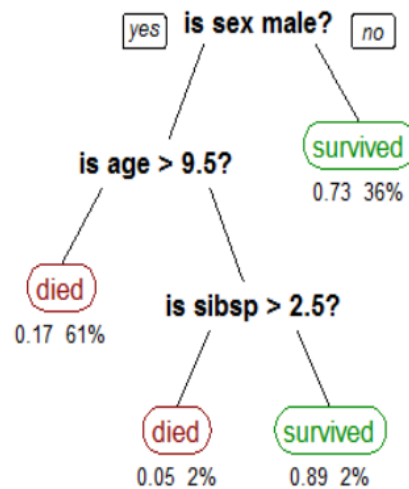 yes is sex male? no
is age > 9.5?
survived
0.73 36%
died
0.17 61%
is sibsp > 2.5?
died survived
0.05 2% 0.89 2%